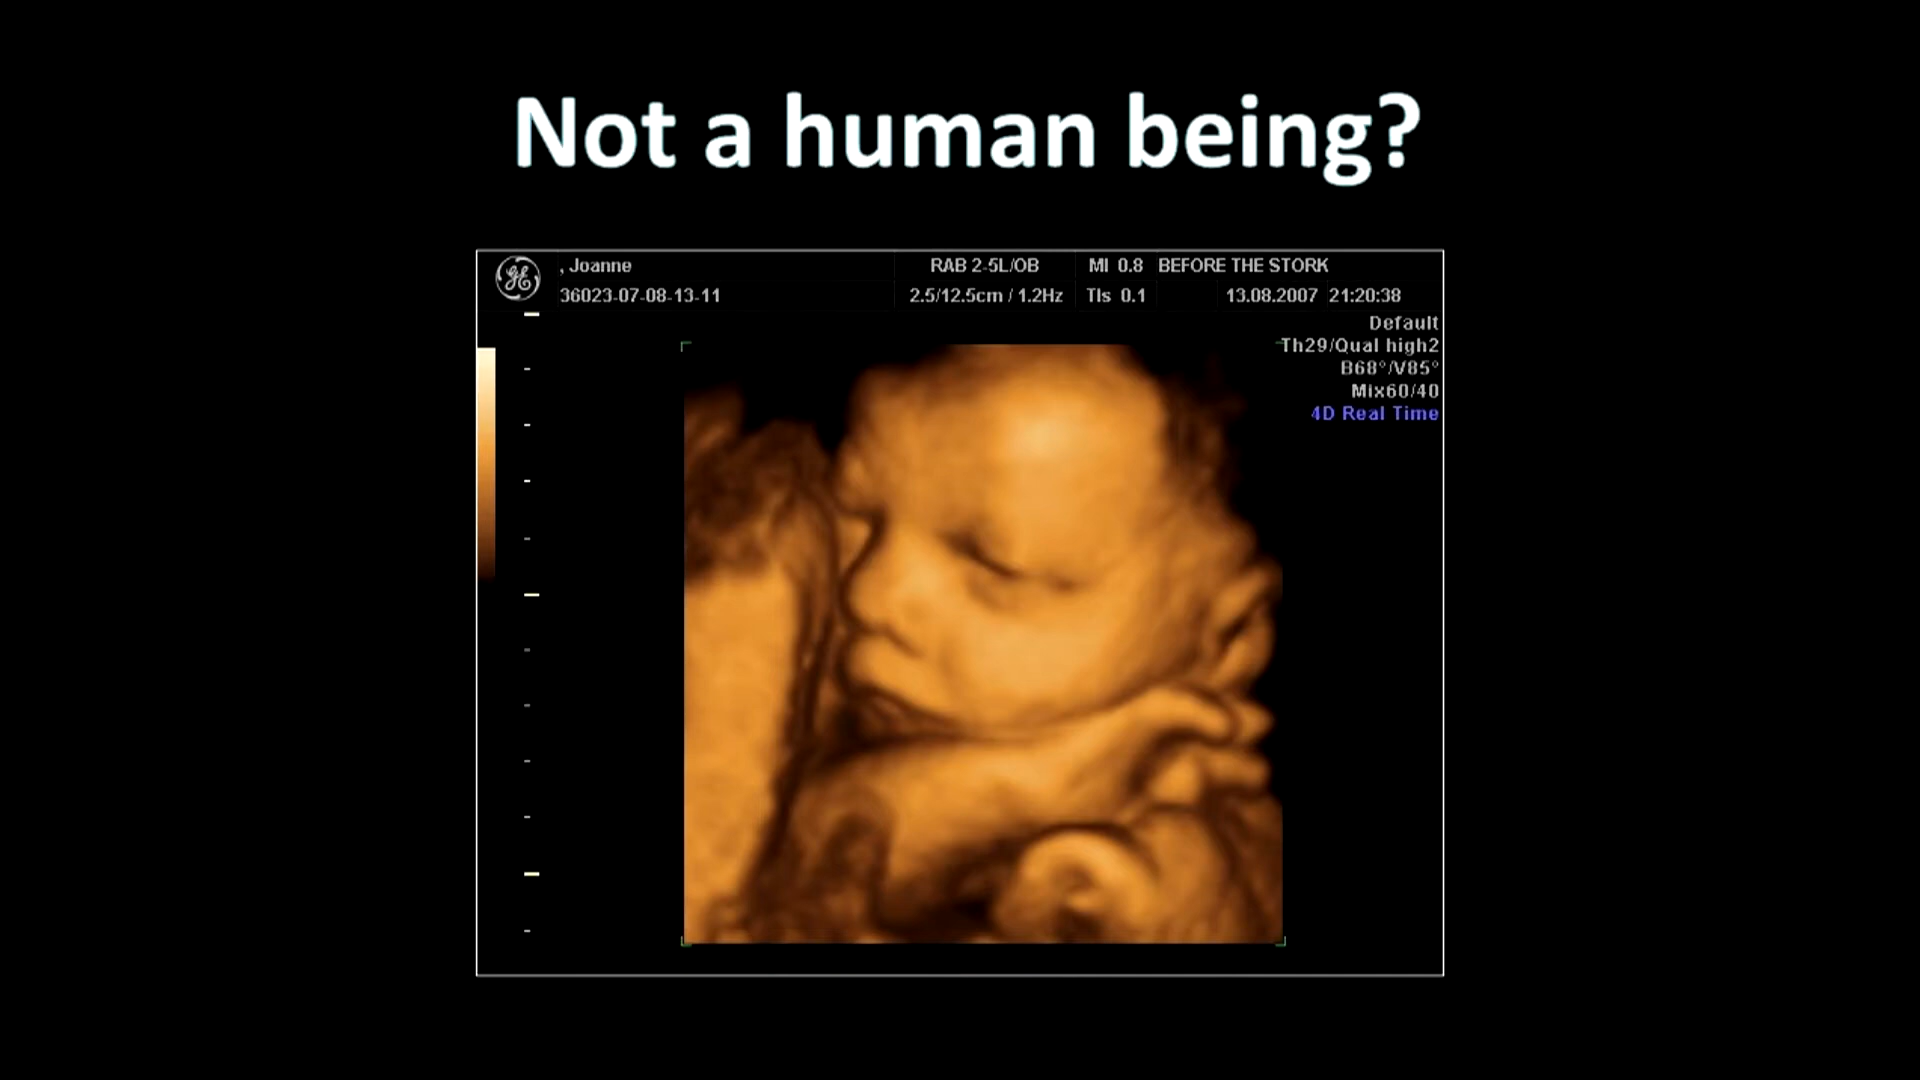 Not a human being?
, Joanne RAB 2-5L/OB MI 0.8 BEFORE THE STORK
36023-07-08-13-11 2.5/12.5cm / 1.2Hz TIs 0.1 13.08.2007 21:20:38
Default
Th29/Qual high2
B68°/V85°
Mix60/40
4D Real Time